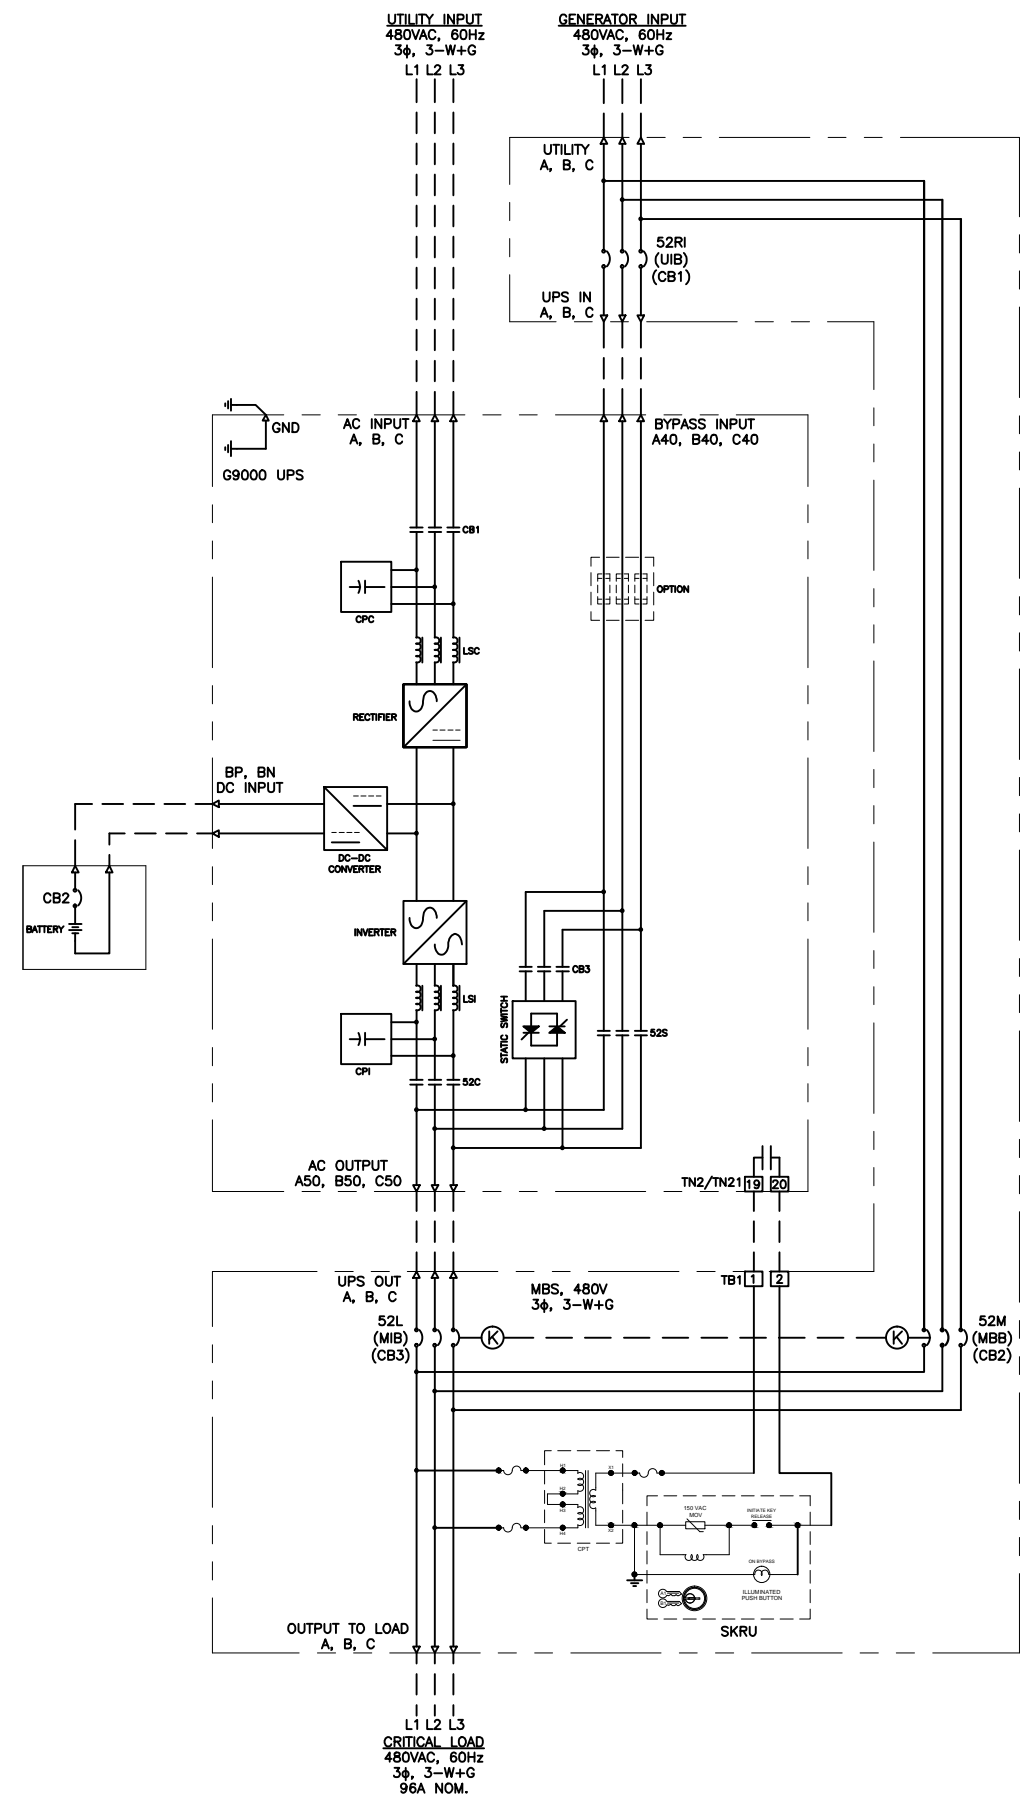 UTILITY INPUT
480VAC, 60Hz
3ϕ, 3-W+G
L1 L2 L3
GENERATOR INPUT
480VAC, 60Hz
3ϕ, 3-W+G
L1 L2 L3
UTILITY
A, B, C
52RI
(UIB)
(CB1)
UPS IN
A, B, C
GND
G9000 UPS
AC INPUT
A, B, C
BYPASS INPUT
A40, B40, C40
CB1
CPC
OPTION
LSC
RECTIFIER
BP, BN
DC INPUT
DC-DC
CONVERTER
CB2
BATTERY
INVERTER
CB3
LSI
STATIC SWITCH
52S
CPI
52C
AC OUTPUT
A50, B50, C50
TN2/TN21
19
20
UPS OUT
A, B, C
MBS, 480V
3ϕ, 3-W+G
TB1
1
2
52L
(MIB)
(CB3)
K
K
52M
(MBB)
(CB2)
H1
H2
H3
H4
X1
X2
CPT
150 VAC
MOV
INITIATE KEY
RELEASE
ON BYPASS
ILLUMINATED
PUSH BUTTON
A1
SKRU
OUTPUT TO LOAD
A, B, C
L1 L2 L3
CRITICAL LOAD
480VAC, 60Hz
3ϕ, 3-W+G
96A NOM.